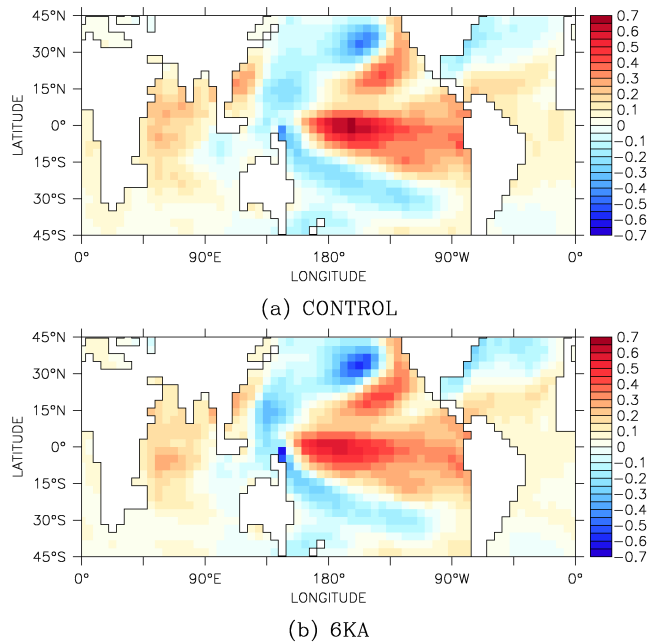 45°N
30°N
15°N
0°
15°S
30°S
45°S
LATITUDE
0° 90°E 180° 90°W 0°
LONGITUDE
0.7
0.6
0.5
0.4
0.3
0.2
0.1
0
−0.1
−0.2
−0.3
−0.4
−0.5
−0.6
−0.7
(a) CONTROL
45°N
30°N
15°N
0°
15°S
30°S
45°S
LATITUDE
0° 90°E 180° 90°W 0°
LONGITUDE
0.7
0.6
0.5
0.4
0.3
0.2
0.1
0
−0.1
−0.2
−0.3
−0.4
−0.5
−0.6
−0.7
(b) 6KA